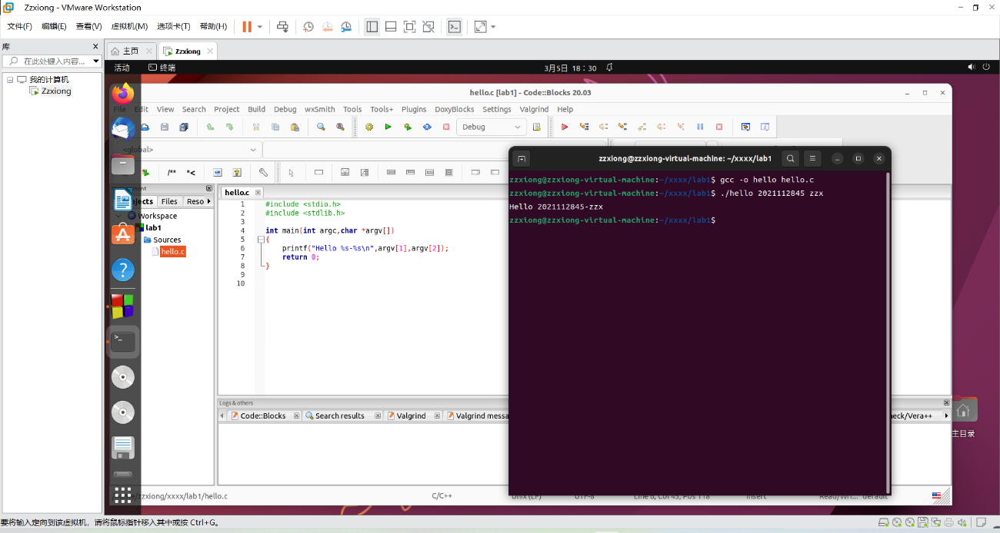 Zzxiong - VMware Workstation
文件(F) 编辑(E) 查看(V) 虚拟机(M) 选项卡(T) 帮助(H)
库
在此处键入内容...
我的计算机
Zzxiong
主页 Zzxiong
活动 终端 3月5日 18：30
hello.c [lab1] - Code::Blocks 20.03
File Edit View Search Project Build Debug wxSmith Tools Tools+ Plugins DoxyBlocks Settings Valgrind Help
Debug
<global>
/** *<
Files Reso
Workspace
lab1
Sources
hello.c
hello.c
1 #include <stdio.h>
2 #include <stdlib.h>
3
4 int main(int argc,char *argv[])
5 {
6 printf("Hello %s-%s\n",argv[1],argv[2]);
7 return 0;
8 }
9
10
zzxiong@zzxiong-virtual-machine: ~/xxxx/lab1
zzxiong@zzxiong-virtual-machine:~/xxxx/lab1$ gcc -o hello hello.c
zzxiong@zzxiong-virtual-machine:~/xxxx/lab1$ ./hello 2021112845 zzx
Hello 2021112845-zzx
zzxiong@zzxiong-virtual-machine:~/xxxx/lab1$
Logs & others
Code::Blocks Search results Valgrind Valgrind messa
eck/Vera++
主目录
/zzxiong/xxxx/lab1/hello.c C/C++ Unix (LF) UTF-8 Line 6, Col 45, Pos 118 Insert Read/Wri... default
要将输入定向到该虚拟机，请将鼠标指针移入其中或按 Ctrl+G。